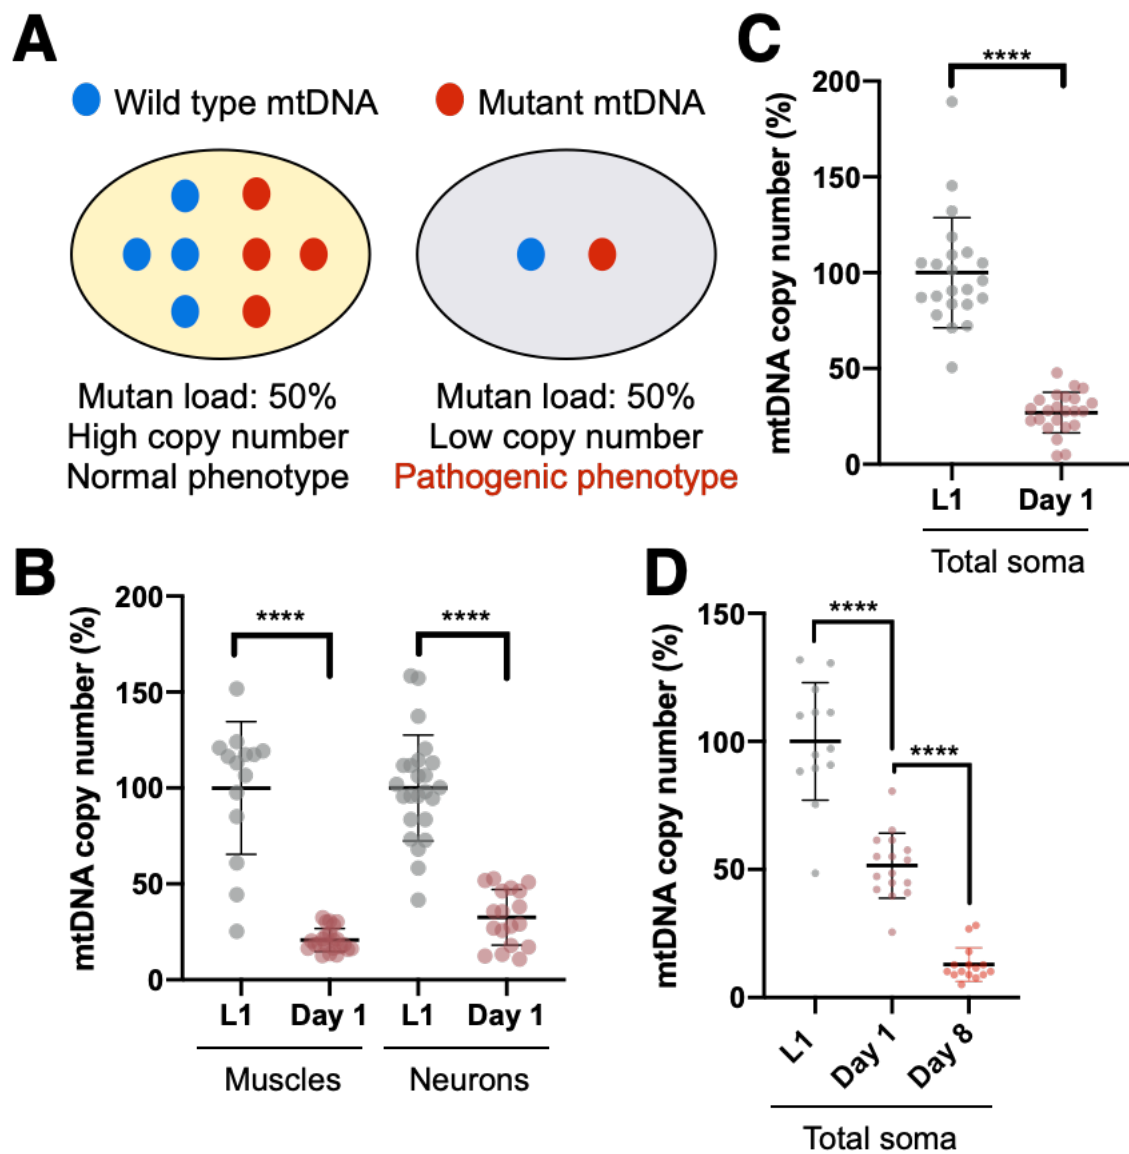 A
Wild type mtDNA
Mutant mtDNA
Mutan load: 50%
High copy number
Normal phenotype
Mutan load: 50%
Low copy number
Pathogenic phenotype
C
mtDNA copy number (%)
200
150
100
50
0
****
L1
Day 1
Total soma
B
mtDNA copy number (%)
200
150
100
50
0
****
****
L1
Day 1
L1
Day 1
Muscles
Neurons
D
mtDNA copy number (%)
150
100
50
0
****
****
L1
Day 1
Day 8
Total soma